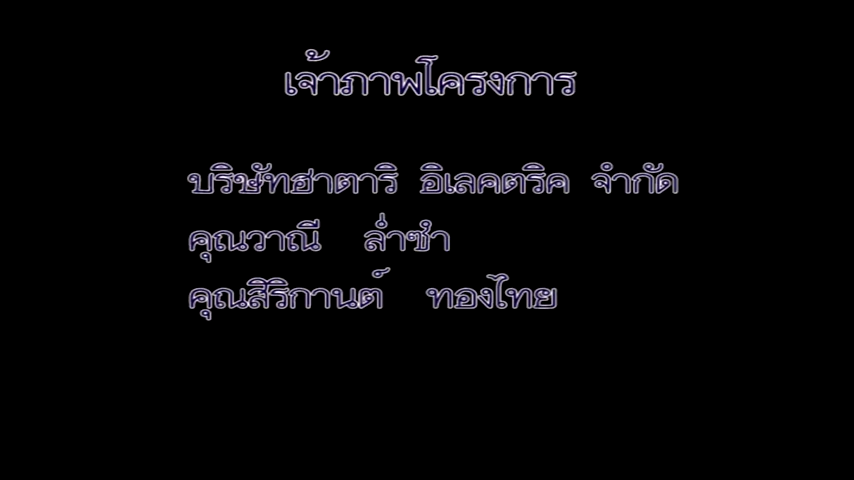 เจ้าภาพโครงการ
บริษัทฮาตาริ อิเลคตริค จำกัด
คุณวาณี ล่ำซำ
คุณสิริกานต์ ทองไทย